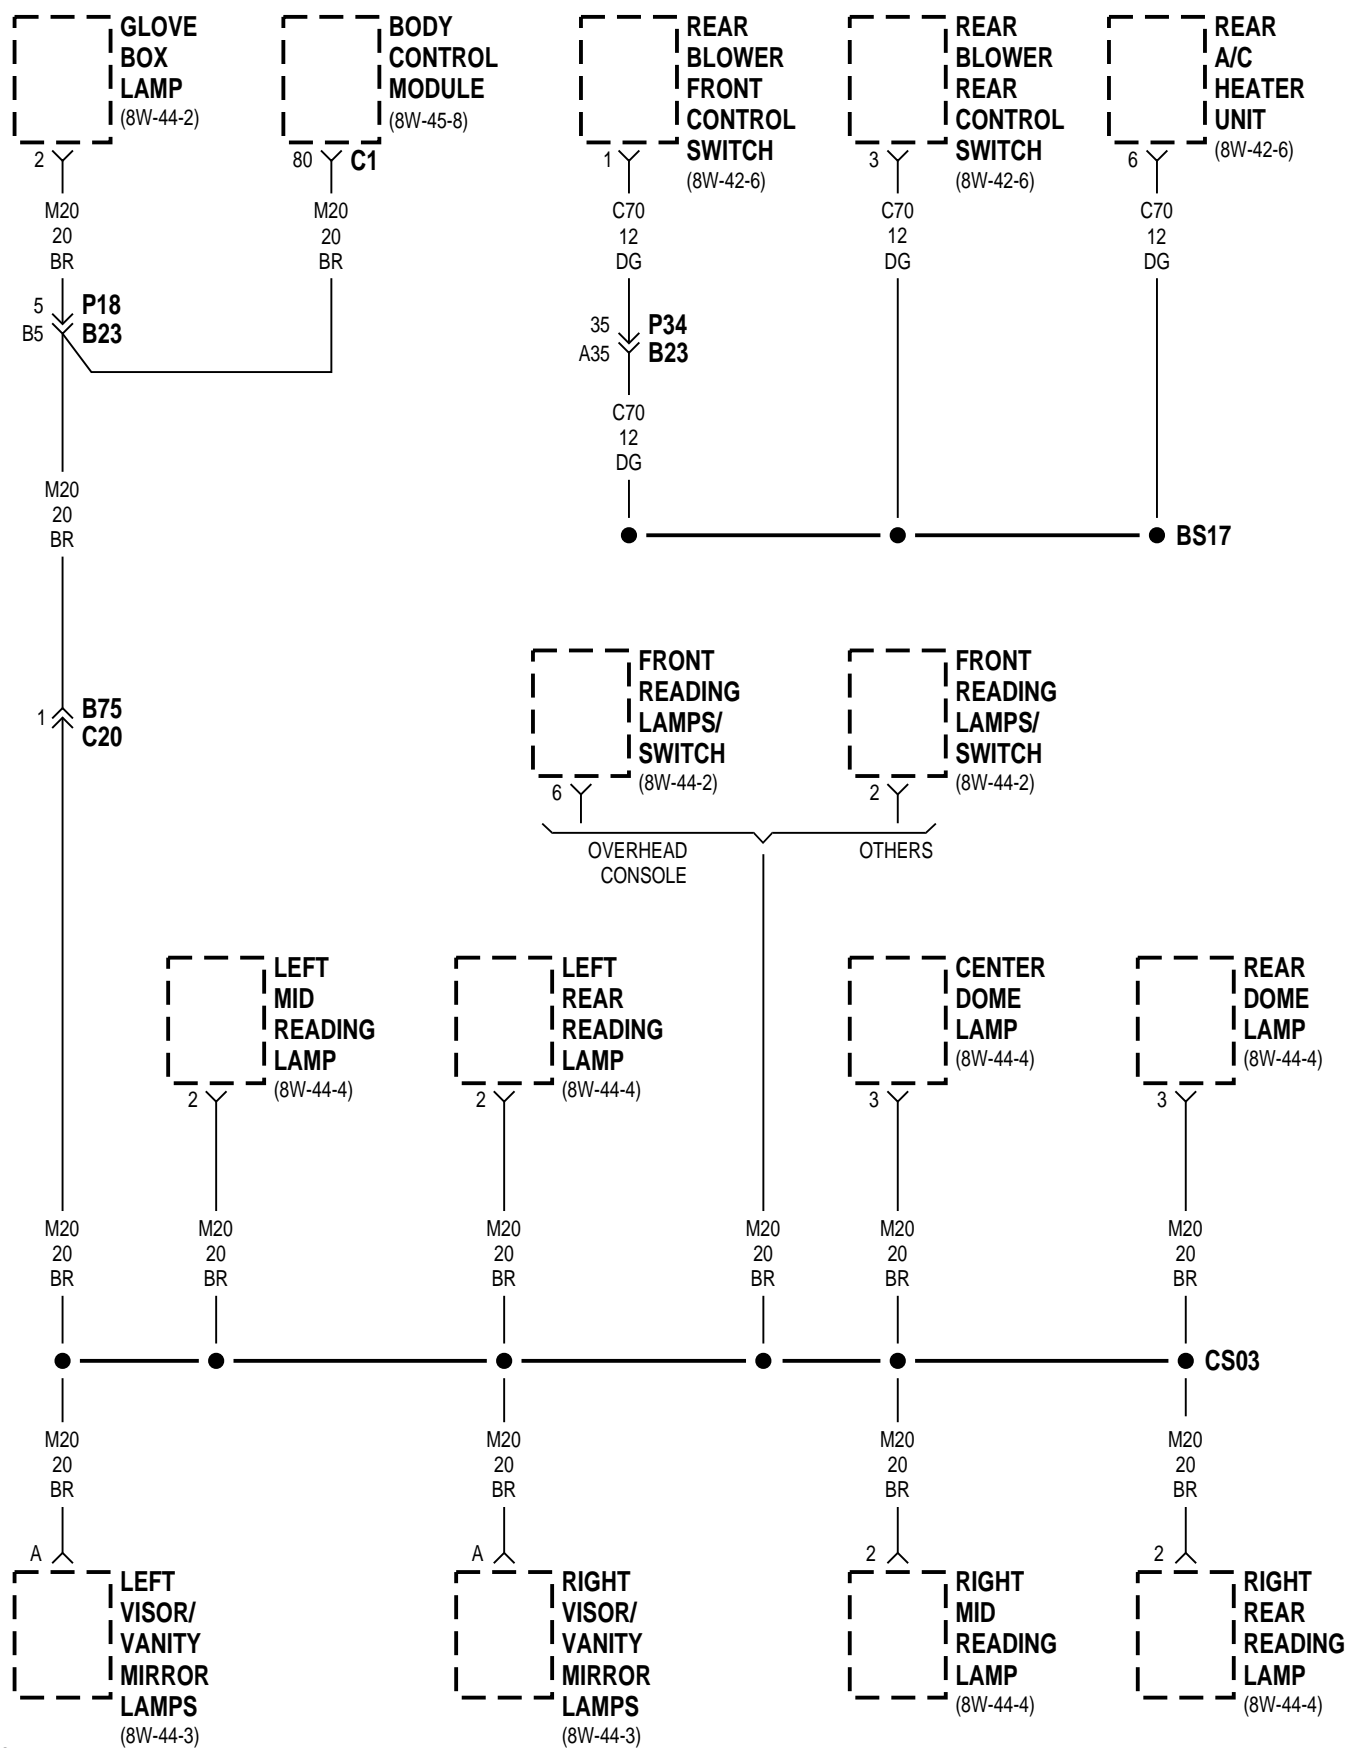 GLOVE
BOX
LAMP
(8W-44-2)
2
BODY
CONTROL
MODULE
(8W-45-8)
80
C1
REAR
BLOWER
FRONT
CONTROL
SWITCH
(8W-42-6)
1
REAR
BLOWER
REAR
CONTROL
SWITCH
(8W-42-6)
3
REAR
A/C
HEATER
UNIT
(8W-42-6)
6
M20
20
BR
M20
20
BR
C70
12
DG
C70
12
DG
C70
12
DG
5 P18
B5 B23
35 P34
A35 B23
C70
12
DG
M20
20
BR
BS17
1 B75
C20
FRONT
READING
LAMPS/
SWITCH
(8W-44-2)
6
FRONT
READING
LAMPS/
SWITCH
(8W-44-2)
2
OVERHEAD
CONSOLE
OTHERS
LEFT
MID
READING
LAMP
(8W-44-4)
2
LEFT
REAR
READING
LAMP
(8W-44-4)
2
CENTER
DOME
LAMP
(8W-44-4)
3
REAR
DOME
LAMP
(8W-44-4)
3
M20
20
BR
M20
20
BR
M20
20
BR
M20
20
BR
M20
20
BR
M20
20
BR
CS03
M20
20
BR
M20
20
BR
M20
20
BR
M20
20
BR
A
LEFT
VISOR/
VANITY
MIRROR
LAMPS
(8W-44-3)
A
RIGHT
VISOR/
VANITY
MIRROR
LAMPS
(8W-44-3)
2
RIGHT
MID
READING
LAMP
(8W-44-4)
2
RIGHT
REAR
READING
LAMP
(8W-44-4)